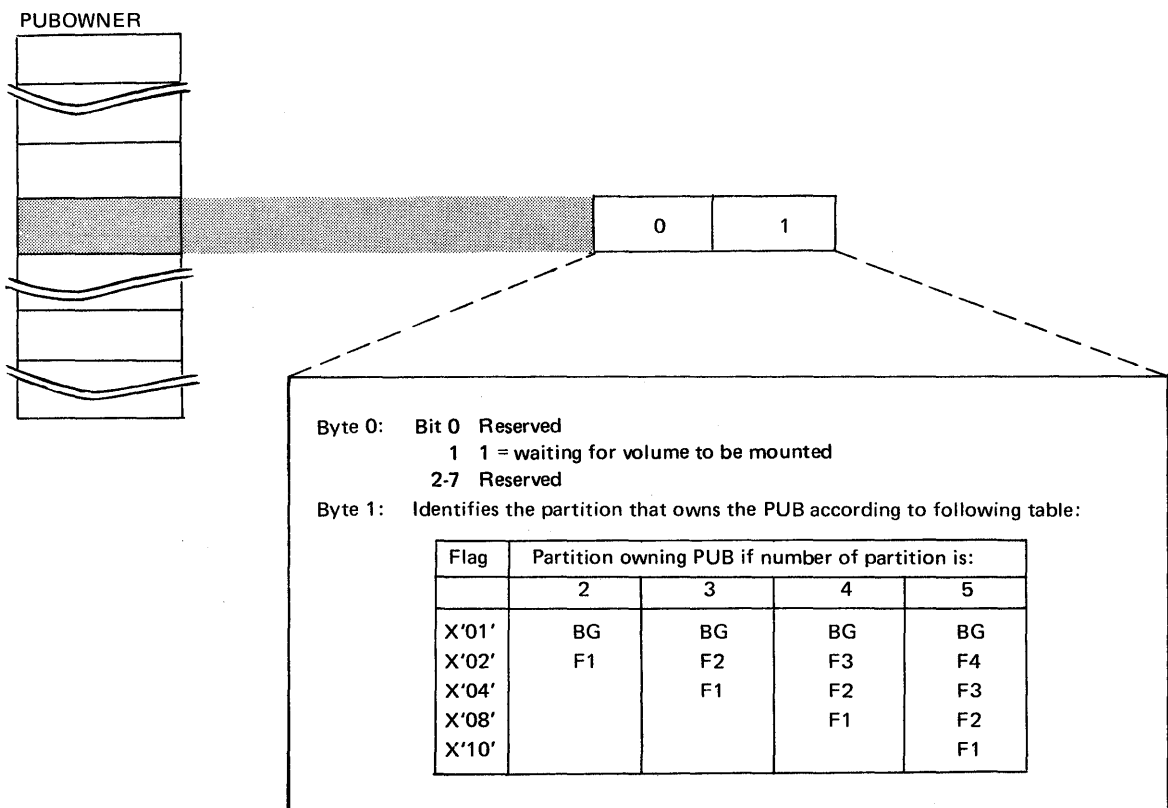 PUBOWNER
0 1
Byte 0: Bit 0 Reserved
1 1 = waiting for volume to be mounted
2-7 Reserved
Byte 1: Identifies the partition that owns the PUB according to following table:
Flag Partition owning PUB if number of partition is:
2 3 4 5
X'01' BG BG BG BG
X'02' F1 F2 F3 F4
X'04' F1 F2 F3
X'08' F1 F2
X'10' F1